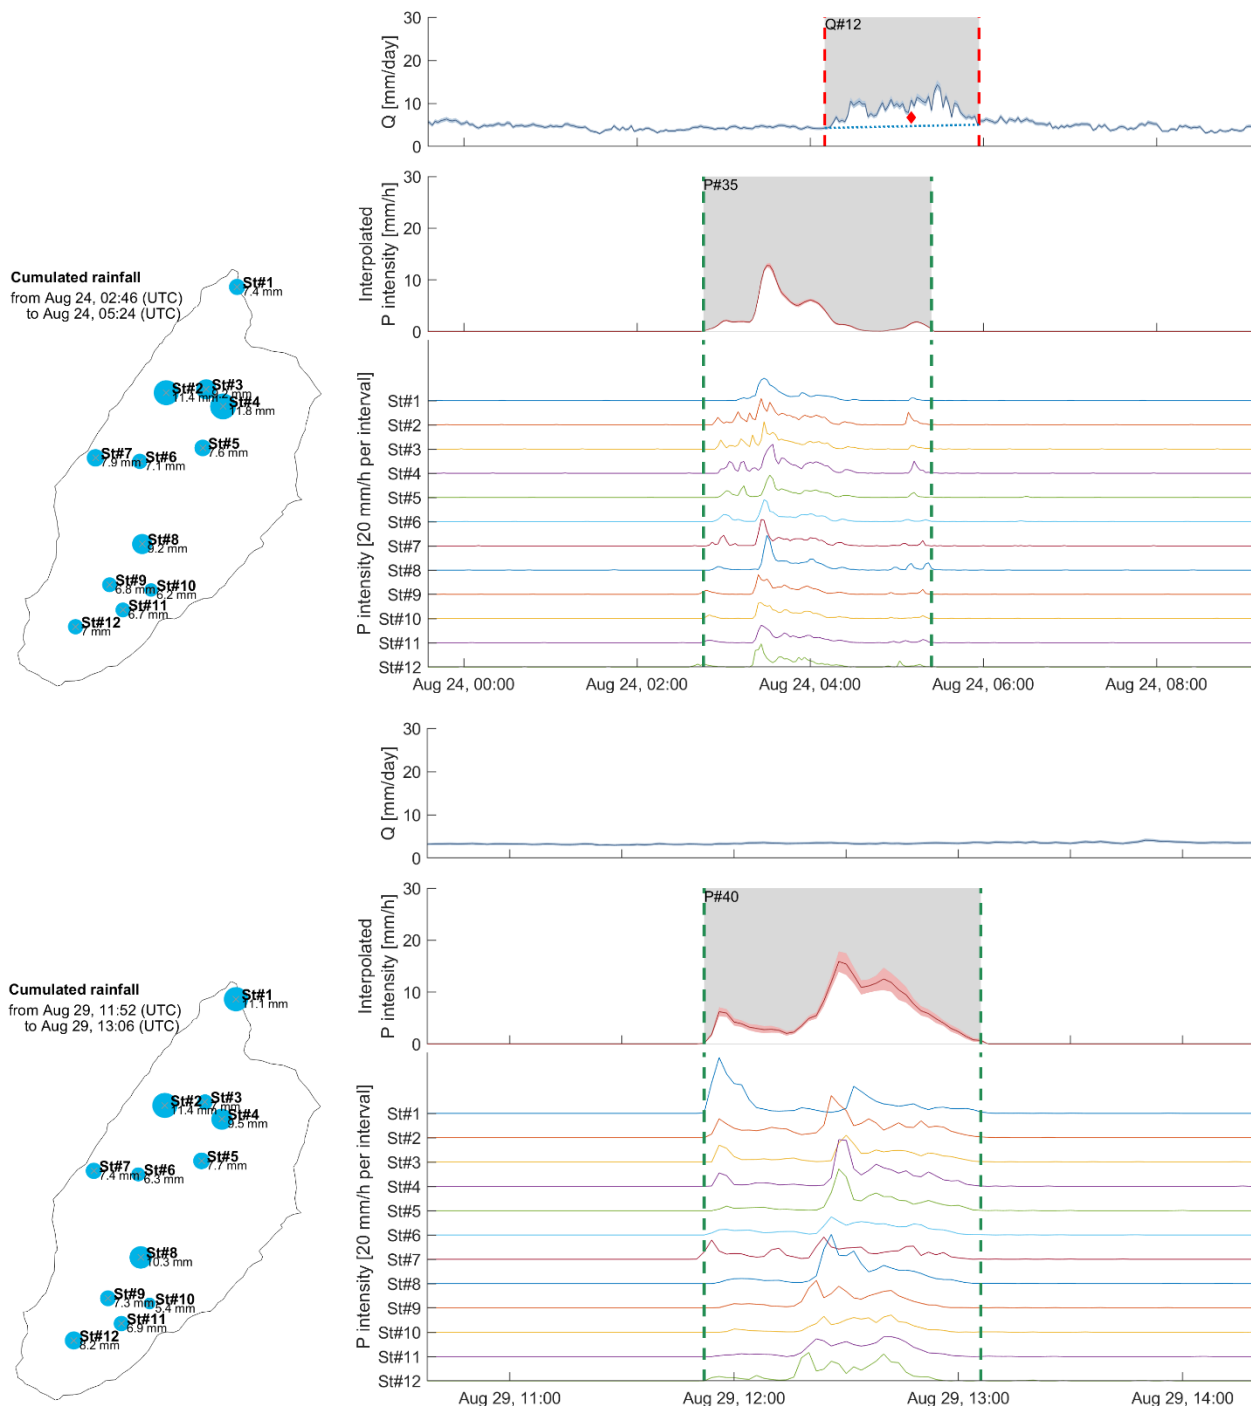 Q#12
30
20
10
0
Q [mm/day]
P#35
30
20
10
0
Interpolated
P intensity [mm/h]
Cumulated rainfall
from Aug 24, 02:46 (UTC)
to Aug 24, 05:24 (UTC)
St#1
7.4 mm
St#2
11.4 mm
St#3
9.2 mm
St#4
11.8 mm
St#5
7.6 mm
St#7
7.9 mm
St#6
7.1 mm
St#8
9.2 mm
St#9
6.8 mm
St#10
6.2 mm
St#11
6.7 mm
St#12
7 mm
P intensity [20 mm/h per interval]
St#1
St#2
St#3
St#4
St#5
St#6
St#7
St#8
St#9
St#10
St#11
St#12
Aug 24, 00:00
Aug 24, 02:00
Aug 24, 04:00
Aug 24, 06:00
Aug 24, 08:00
30
20
10
0
Q [mm/day]
P#40
30
20
10
0
Interpolated
P intensity [mm/h]
Cumulated rainfall
from Aug 29, 11:52 (UTC)
to Aug 29, 13:06 (UTC)
St#1
11.1 mm
St#2
11.4 mm
St#3
7 mm
St#4
9.5 mm
St#5
7.7 mm
St#7
7.4 mm
St#6
6.3 mm
St#8
10.3 mm
St#9
7.3 mm
St#10
5.4 mm
St#11
6.9 mm
St#12
8.2 mm
P intensity [20 mm/h per interval]
St#1
St#2
St#3
St#4
St#5
St#6
St#7
St#8
St#9
St#10
St#11
St#12
Aug 29, 11:00
Aug 29, 12:00
Aug 29, 13:00
Aug 29, 14:00